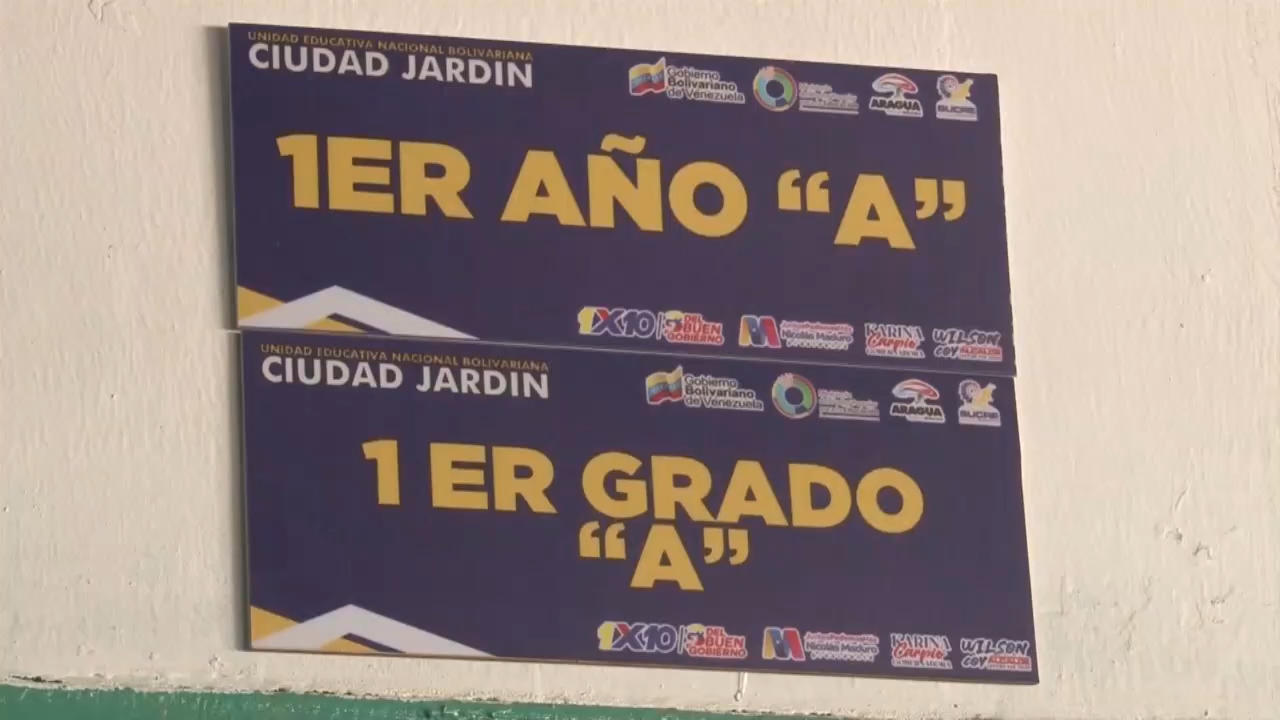 UNIDAD EDUCATIVA NACIONAL BOLIVARIANA
CIUDAD JARDIN
Gobierno
Bolivariano
de Venezuela
ARAGUA
SUCRE
1ER AÑO “A”
1X10 DEL
BUEN
GOBIERNO
Nicolás Maduro
KARINA
Carpio
WILSON
COY ALCALDE
UNIDAD EDUCATIVA NACIONAL BOLIVARIANA
CIUDAD JARDIN
Gobierno
Bolivariano
de Venezuela
ARAGUA
SUCRE
1 ER GRADO
“A”
1X10 DEL
BUEN
GOBIERNO
Nicolás Maduro
KARINA
Carpio
WILSON
COY ALCALDE